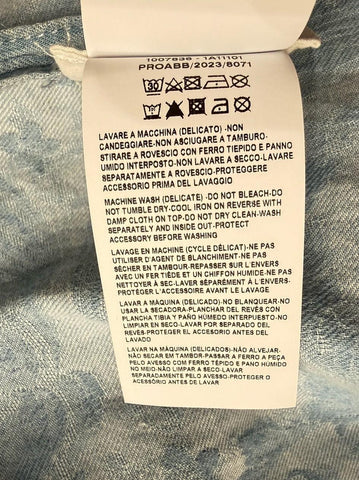 1007838 - 1A11101
PROABB/2023/8071
30
LAVARE A MACCHINA (DELICATO) -NON
CANDEGGIARE-NON ASCIUGARE A TAMBURO-
STIRARE A ROVESCIO CON FERRO TIEPIDO E PANNO
UMIDO INTERPOSTO-NON LAVARE A SECCO-LAVARE
SEPARATAMENTE A ROVESCIO-PROTEGGERE
ACCESSORIO PRIMA DEL LAVAGGIO
MACHINE WASH (DELICATE) -DO NOT BLEACH-DO
NOT TUMBLE DRY-COOL IRON ON REVERSE WITH
DAMP CLOTH ON TOP-DO NOT DRY CLEAN-WASH
SEPARATELY AND INSIDE OUT-PROTECT
ACCESSORY BEFORE WASHING
LAVAGE EN MACHINE (CYCLE DÉLICAT)-NE PAS
UTILISER D'AGENT DE BLANCHIMENT-NE PAS
SÉCHER EN TAMBOUR-REPASSER SUR L'ENVERS
AVEC UN FER TIÈDE ET UN CHIFFON HUMIDE-NE PAS
NETTOYER À SEC-LAVER SÉPARÉMENT À L'ENVERS-
PROTÉGER L'ACCESSOIRE AVANT LE LAVAGE
LAVAR A MÁQUINA (DELICADO)-NO BLANQUEAR-NO
USAR LA SECADORA-PLANCHAR DEL REVÉS CON
PLANCHA TIBIA Y PAÑO HÚMEDO INTERPUESTO-NO
LIMPIAR EN SECO-LAVAR POR SEPARADO DEL
REVÉS-PROTEGER EL ACCESORIO ANTES DEL
LAVADO
LAVAR NA MÁQUINA (DELICADOS)-NÃO ALVEJAR-
NÃO SECAR EM TAMBOR-PASSAR A FERRO A PEÇA
PELO AVESSO COM FERRO TÉPIDO E PANO HÚMIDO
NO MEIO-NÃO LIMPAR A SECO-LAVAR
SEPARADAMENTE PELO AVESSO-PROTEGER O
ACESSÓRIO ANTES DE LAVAR